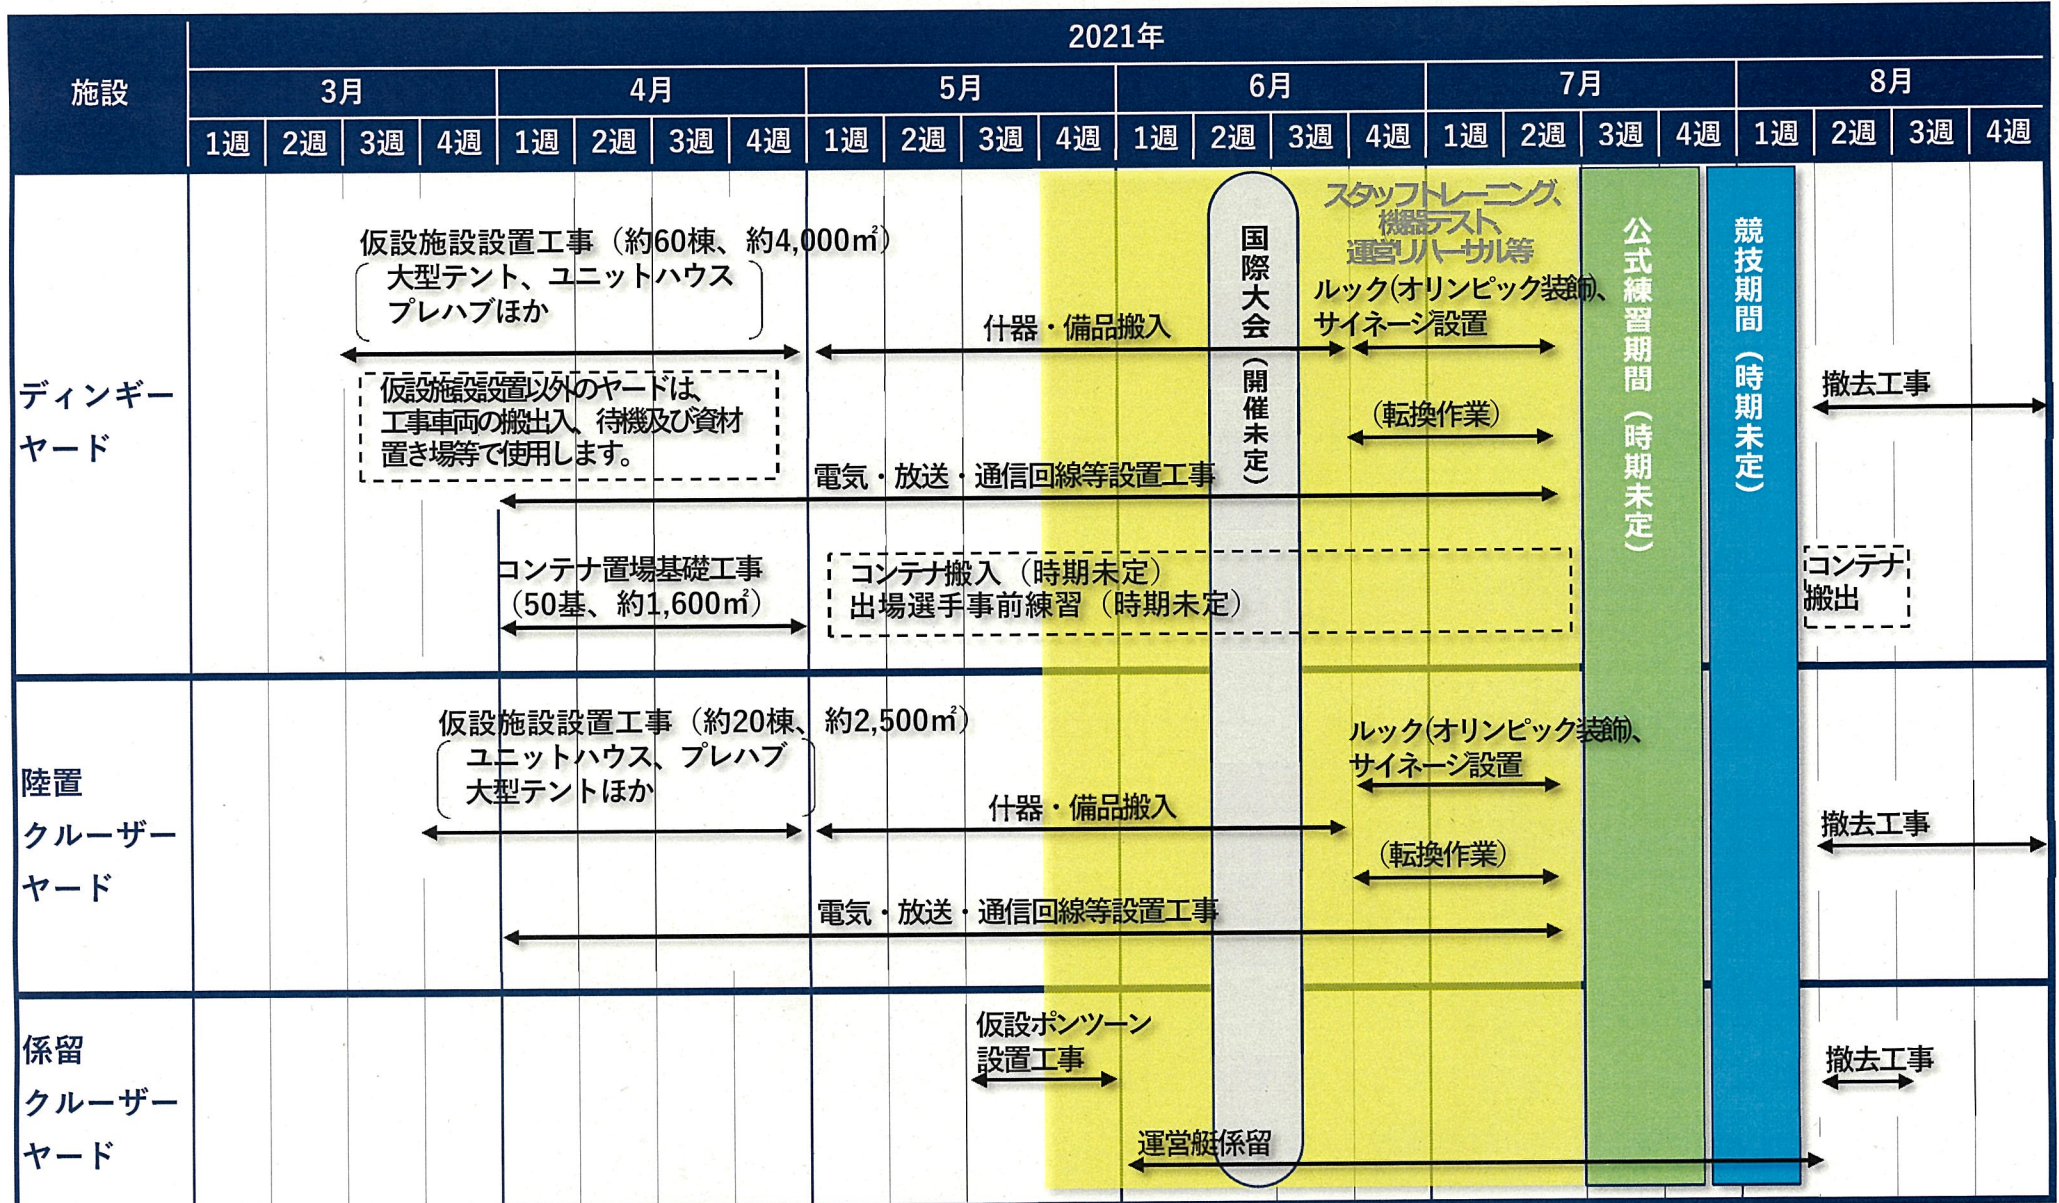 施設
2021年
3月 4月 5月 6月 7月 8月
1週 2週 3週 4週 1週 2週 3週 4週 1週 2週 3週 4週 1週 2週 3週 4週 1週 2週 3週 4週 1週 2週 3週 4週
ディンギー
ヤード
仮設施設設置工事（約60棟、約4,000㎡）
大型テント、ユニットハウス
プレハブほか
仮設施設設置以外のヤードは、
工事車両の搬出入、待機及び資材
置き場等で使用します。
什器・備品搬入
電気・放送・通信回線等設置工事
コンテナ置場基礎工事
（50基、約1,600㎡）
コンテナ搬入（時期未定）
出場選手事前練習（時期未定）
国際大会（開催未定）
スタッフトレーニング、
機器テスト、
運営リハーサル等
ルック(オリンピック装飾)、
サイネージ設置
（転換作業）
公式練習期間（時期未定）
競技期間（時期未定）
撤去工事
コンテナ
搬出
陸置
クルーザー
ヤード
仮設施設設置工事（約20棟、約2,500㎡）
ユニットハウス、プレハブ
大型テントほか
什器・備品搬入
電気・放送・通信回線等設置工事
ルック(オリンピック装飾)、
サイネージ設置
（転換作業）
撤去工事
係留
クルーザー
ヤード
仮設ポンツーン
設置工事
運営艇係留
撤去工事